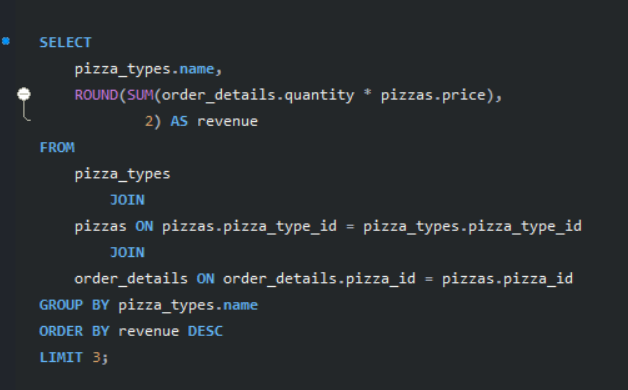 SELECT
pizza_types.name,
ROUND(SUM(order_details.quantity * pizzas.price),
2) AS revenue
FROM
pizza_types
JOIN
pizzas ON pizzas.pizza_type_id = pizza_types.pizza_type_id
JOIN
order_details ON order_details.pizza_id = pizzas.pizza_id
GROUP BY pizza_types.name
ORDER BY revenue DESC
LIMIT 3;